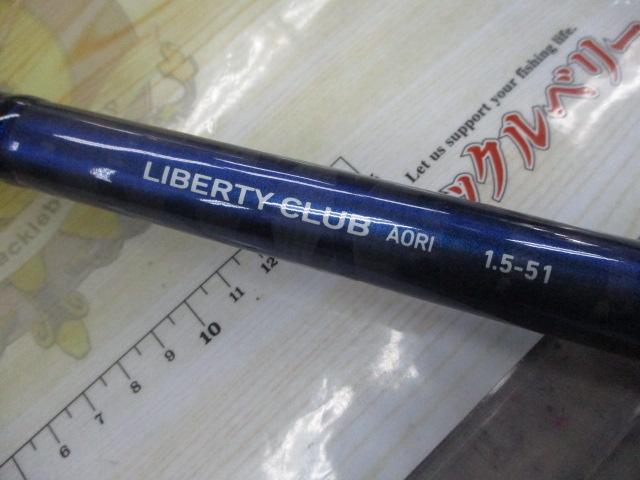 Let us support your fishing life.
ックルベリー
LIBERTY CLUB AORI 1.5-51
12
11
10
9
8
7
6